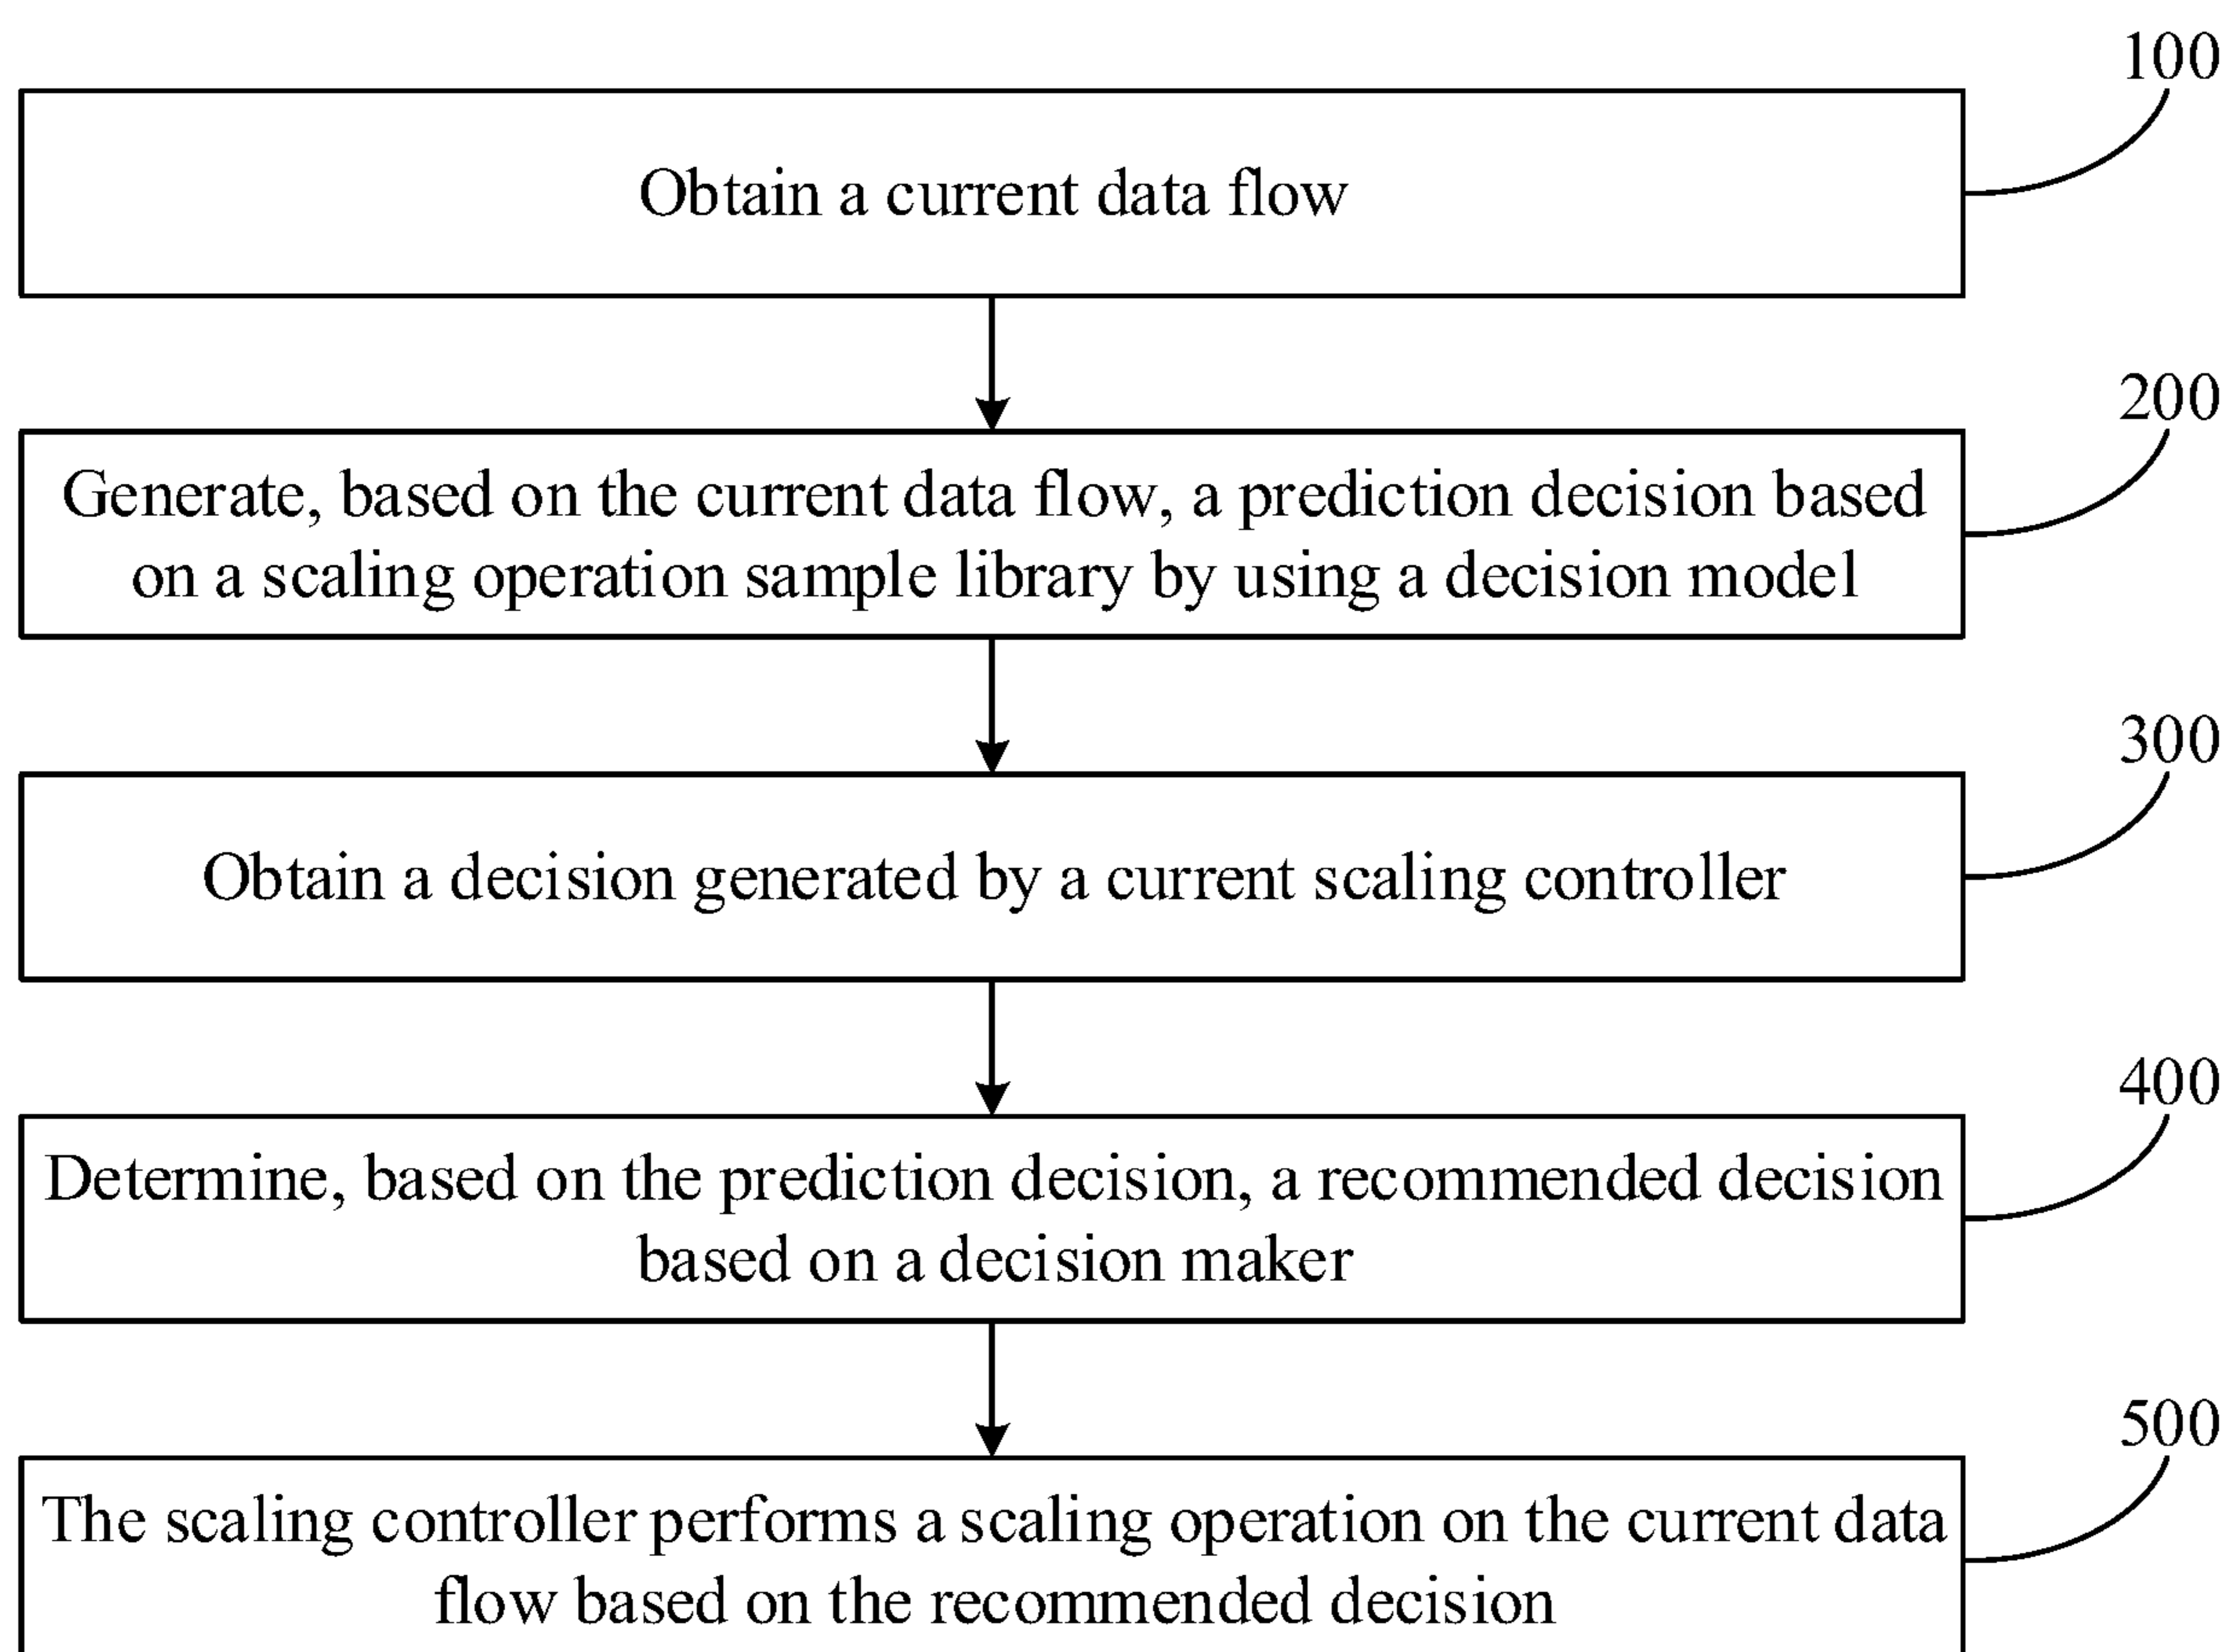 100
Obtain a current data flow
200
Generate, based on the current data flow, a prediction decision based
on a scaling operation sample library by using a decision model
300
Obtain a decision generated by a current scaling controller
400
Determine, based on the prediction decision, a recommended decision
based on a decision maker
500
The scaling controller performs a scaling operation on the current data
flow based on the recommended decision